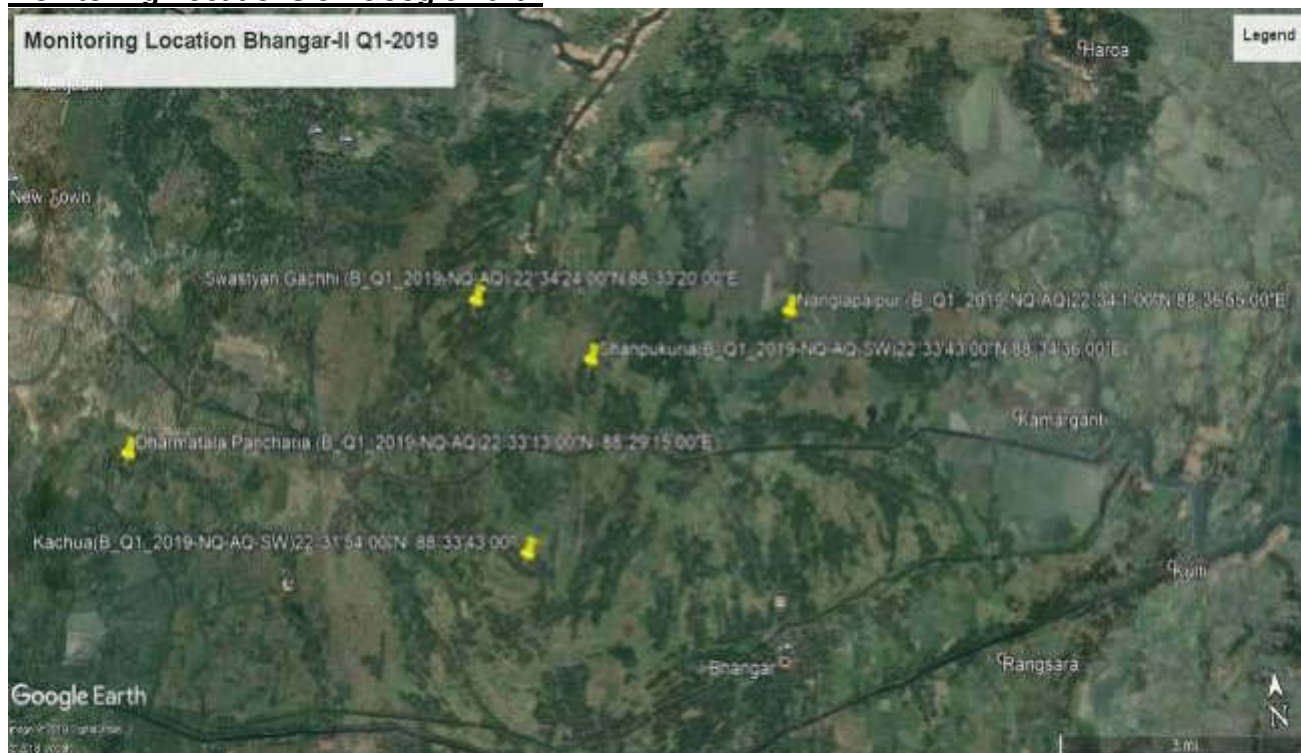 Monitoring Location Bhangar-II Q1-2019
Legend
Haroa
New Town
Swastyan Gachhi (B_Q1_2019-NQ-AQ) 22°34'24.00"N 88°33'20.00"E
Nanglapalpur (B_Q1_2019-NQ-AQ)22°34'1.00"N 88°36'55.00"E
Shanpukuria(B_Q1_2019-NQ-AQ-SW)22°33'43.00"N 88°34'36.00"E
Kamarganti
Dharmatala Pancharia (B_Q1_2019-NQ-AQ)22°33'13.00"N 88°29'15.00"E
Kachua(B_Q1_2019-NQ-AQ-SW)22°31'54.00"N 88°33'43.00"
Kulti
Bhangar
Rangsara
Google Earth
N
3 mi